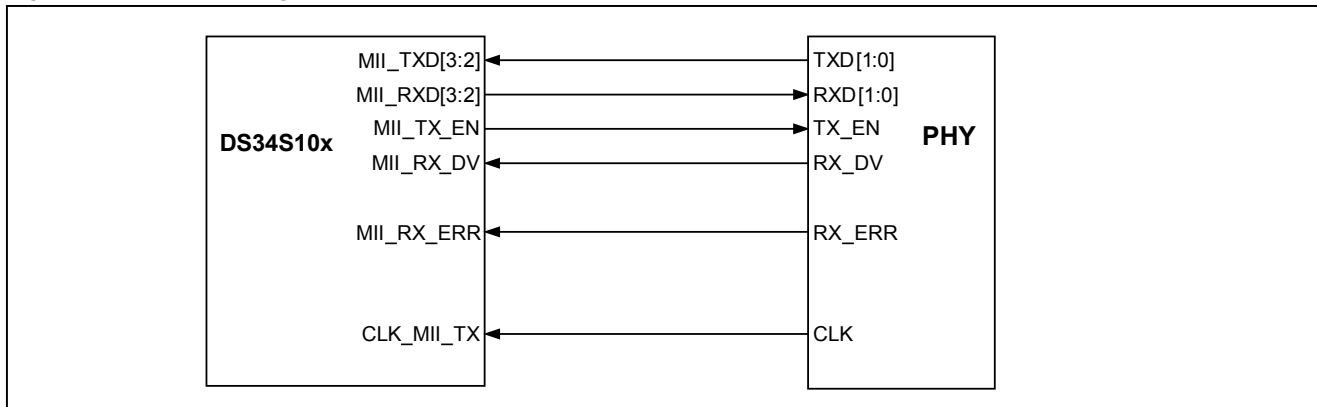 MII_TXD[3:2] TXD[1:0]
MII_RXD[3:2] RXD[1:0]
MII_TX_EN TX_EN
DS34S10x PHY
MII_RX_DV RX_DV
MII_RX_ERR RX_ERR
CLK_MII_TX CLK